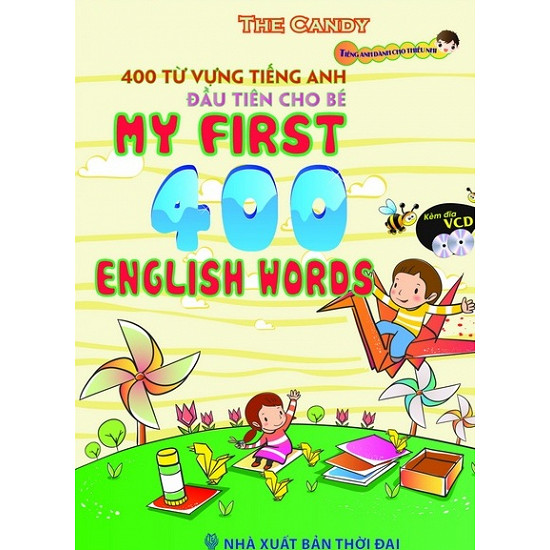 THE CANDY
TIẾNG ANH DÀNH CHO THIẾU NHI
400 TỪ VỰNG TIẾNG ANH
ĐẦU TIÊN CHO BÉ
MY FIRST
400
ENGLISH WORDS
Kèm đĩa
VCD
NHÀ XUẤT BẢN THỜI ĐẠI